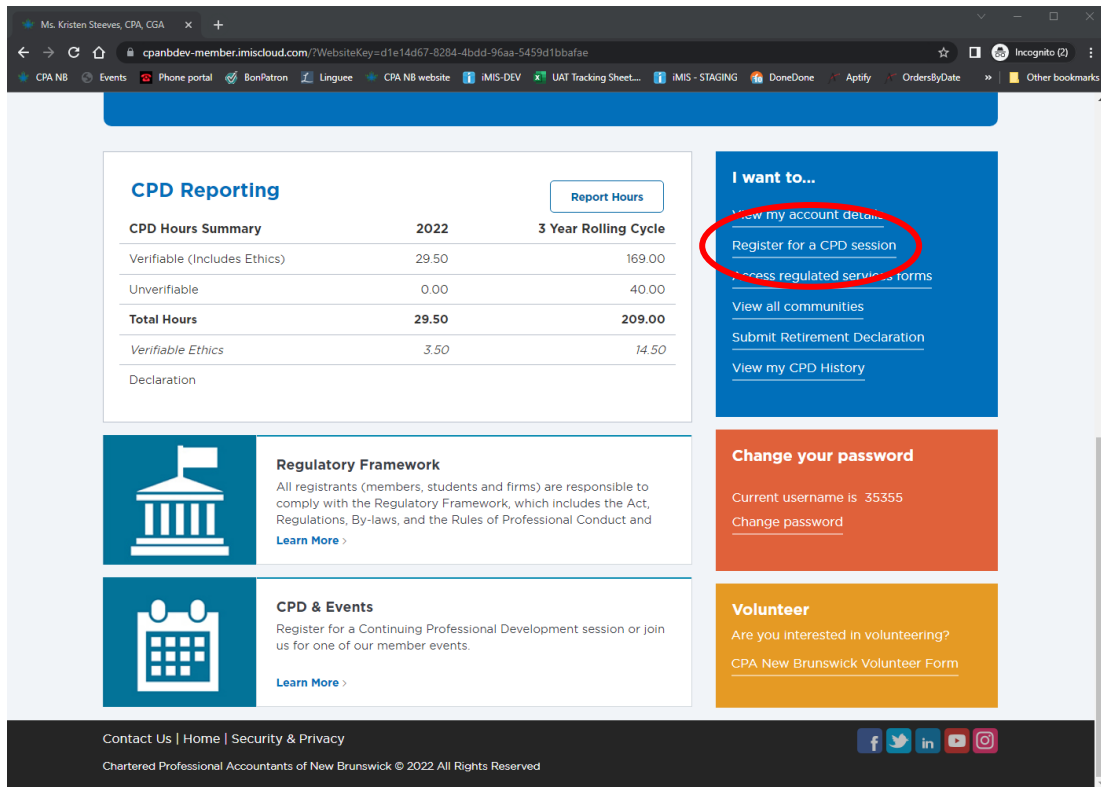 Ms. Kristen Steeves, CPA, CGA
cpanbdev-member.imiscloud.com/?WebsiteKey=d1e14d67-8284-4bdd-96aa-5459d1bbafae Incognito (2)
CPA NB Events Phone portal BonPatron Linguee CPA NB website iMIS-DEV UAT Tracking Sheet.... iMIS - STAGING DoneDone Aptify OrdersByDate » Other bookmarks
CPD Reporting
Report Hours
CPD Hours Summary 2022 3 Year Rolling Cycle
Verifiable (Includes Ethics) 29.50 169.00
Unverifiable 0.00 40.00
Total Hours 29.50 209.00
Verifiable Ethics 3.50 14.50
Declaration
I want to...
View my account details
Register for a CPD session
Access regulated services forms
View all communities
Submit Retirement Declaration
View my CPD History
Regulatory Framework
All registrants (members, students and firms) are responsible to
comply with the Regulatory Framework, which includes the Act,
Regulations, By-laws, and the Rules of Professional Conduct and
Learn More ›
Change your password
Current username is 35355
Change password
CPD & Events
Register for a Continuing Professional Development session or join
us for one of our member events.
Learn More ›
Volunteer
Are you interested in volunteering?
CPA New Brunswick Volunteer Form
Contact Us | Home | Security & Privacy
Chartered Professional Accountants of New Brunswick © 2022 All Rights Reserved